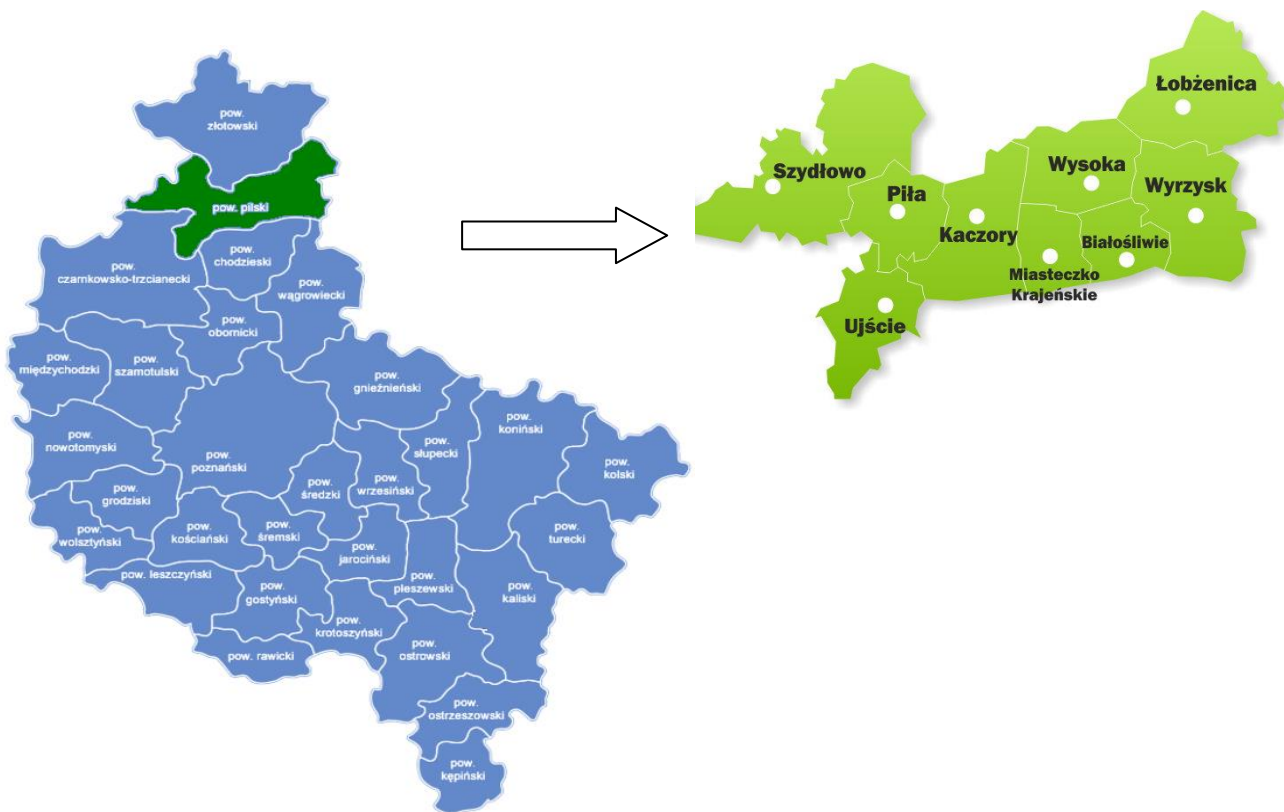 pow.
złotowski
pow. pilski
pow.
chodzieski
pow.
czarnkowsko-trzcianecki
pow.
wągrowiecki
pow.
obornicki
pow.
międzychodzki
pow.
szamotulski
pow.
gnieźnieński
pow.
nowotomyski
pow.
poznański
pow.
słupecki
pow.
koniński
pow.
kolski
pow.
grodziski
pow.
średzki
pow.
wrzesiński
pow.
wolsztyński
pow.
kościański
pow.
śremski
pow.
jarociński
pow.
turecki
pow. leszczyński
pow.
gostyński
pow.
pleszewski
pow.
kaliski
pow.
krotoszyński
pow. rawicki
pow.
ostrowski
pow.
ostrzeszowski
pow.
kępiński
Łobżenica
Szydłowo
Wysoka
Wyrzysk
Piła
Kaczory
Białośliwie
Miasteczko
Krajeńskie
Ujście